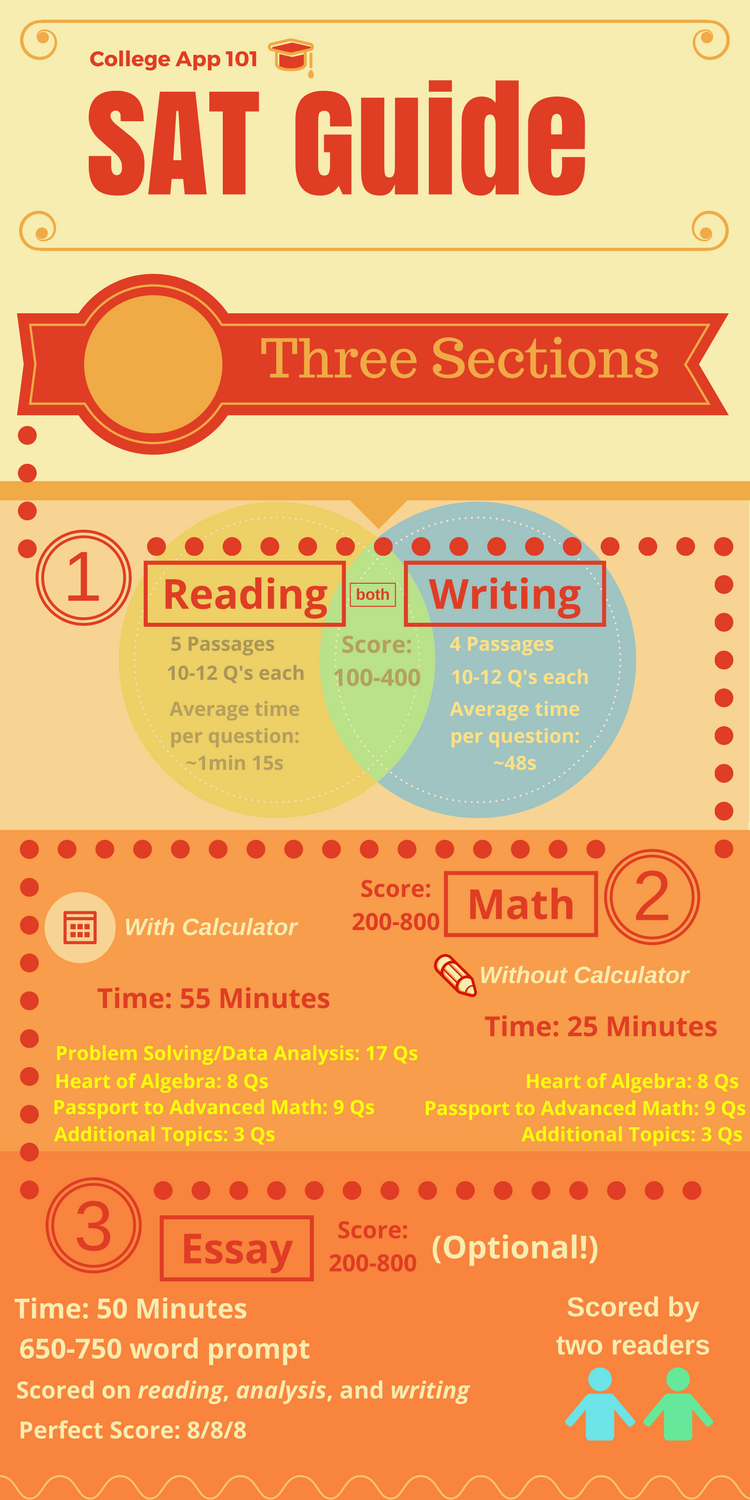 College App 101
SAT Guide
Three Sections
1
Reading
both
Writing
5 Passages
10-12 Q's each
Average time
per question:
~1min 15s
Score:
100-400
4 Passages
10-12 Q's each
Average time
per question:
~48s
2
Math
Score:
200-800
With Calculator
Time: 55 Minutes
Problem Solving/Data Analysis: 17 Qs
Heart of Algebra: 8 Qs
Passport to Advanced Math: 9 Qs
Additional Topics: 3 Qs
Without Calculator
Time: 25 Minutes
Heart of Algebra: 8 Qs
Passport to Advanced Math: 9 Qs
Additional Topics: 3 Qs
3
Essay
Score:
200-800
(Optional!)
Time: 50 Minutes
650-750 word prompt
Scored on reading, analysis, and writing
Perfect Score: 8/8/8
Scored by
two readers